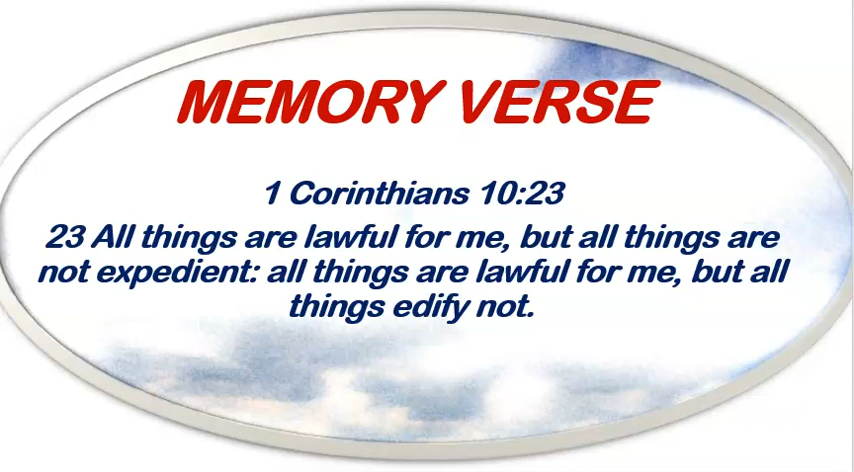 MEMORY VERSE
1 Corinthians 10:23
23 All things are lawful for me, but all things are
not expedient: all things are lawful for me, but all
things edify not.